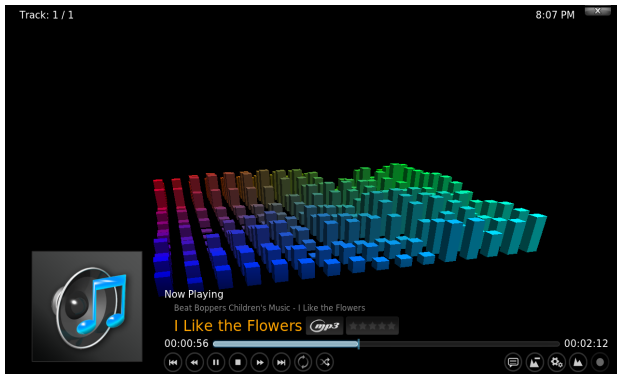 Track: 1 / 1
8:07 PM
Now Playing
Beat Boppers Children's Music - I Like the Flowers
I Like the Flowers mp3
00:00:56
00:02:12